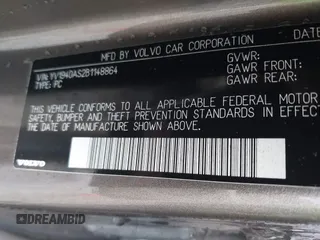 MFD BY VOLVO CAR CORPORATION DATE
VIN: YV1940AS2B1148864 GVWR:
TYPE: PC GAWR FRONT:
GAWR REAR:
THIS VEHICLE CONFORMS TO ALL APPLICABLE FEDERAL MOTOR
SAFETY, BUMPER AND THEFT PREVENTION STANDARDS IN EFFECT
THE DATE OF MANUFACTURE SHOWN ABOVE.
VOLVO
DREAMBID